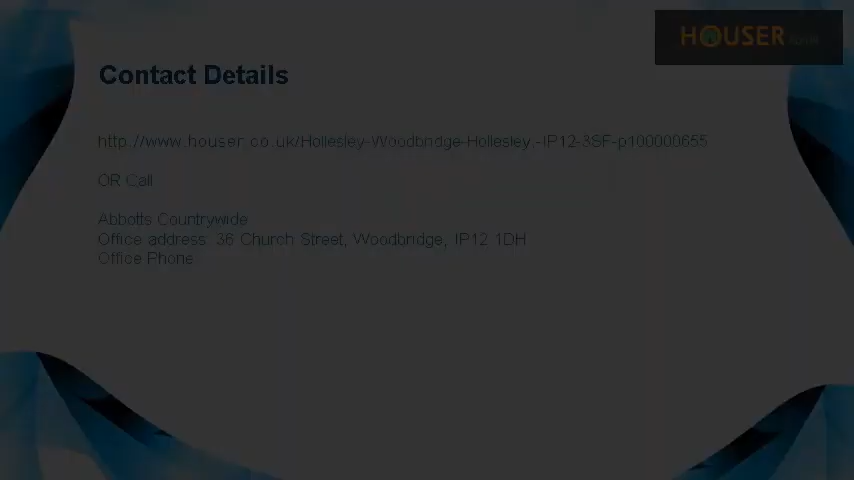 HOUSER
Contact Details
http://www.houser.co.uk/Hollesley-Woodbridge-Hollesley,-IP12-3SF-p100000655
OR Call
Abbotts Countrywide
Office address: 36 Church Street, Woodbridge, IP12 1DH
Office Phone